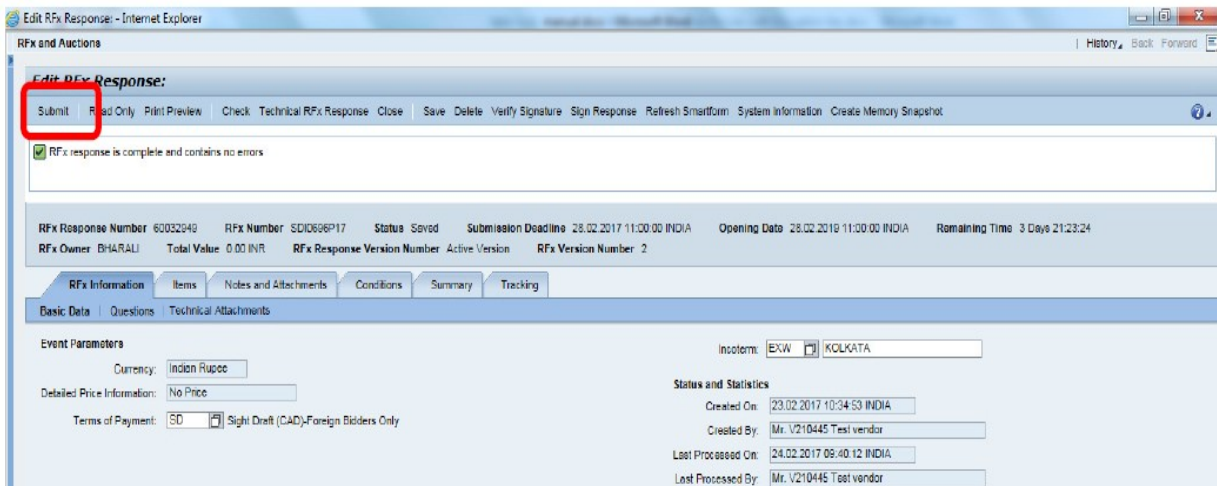 Edit RFx Response: - Internet Explorer
RFx and Auctions
History Back Forward
Edit RFx Response:
Submit Read Only Print Preview Check Technical RFx Response Close Save Delete Verify Signature Sign Response Refresh Smartform System Information Create Memory Snapshot
RFx response is complete and contains no errors
RFx Response Number 60032949 RFx Number SDI0696P17 Status Saved Submission Deadline 28.02.2017 11:00:00 INDIA Opening Date 28.02.2019 11:00:00 INDIA Remaining Time 3 Days 21:23:24
RFx Owner BHARALI Total Value 0.00 INR RFx Response Version Number Active Version RFx Version Number 2
RFx Information Items Notes and Attachments Conditions Summary Tracking
Basic Data Questions Technical Attachments
Event Parameters
Incoterm: EXW KOLKATA
Currency: Indian Rupee
Status and Statistics
Detailed Price Information: No Price
Created On: 23.02.2017 10:34:53 INDIA
Terms of Payment: SD Sight Draft (CAD)-Foreign Bidders Only
Created By: Mr. V210445 Test vendor
Last Processed On: 24.02.2017 09:40:12 INDIA
Last Processed By: Mr. V210445 Test vendor